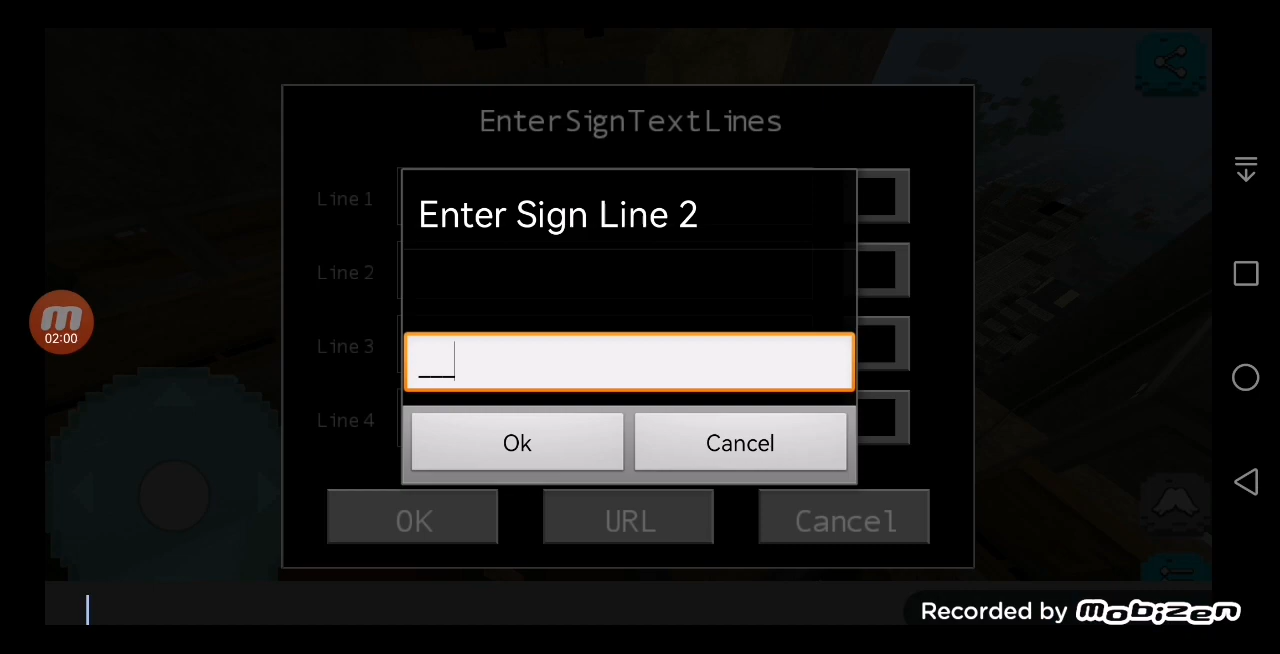 EnterSignTextLines
Line 1
Enter Sign Line 2
Line 2
Line 3
___
Line 4
Ok
Cancel
OK
URL
Cancel
02:00
Recorded by mobizen